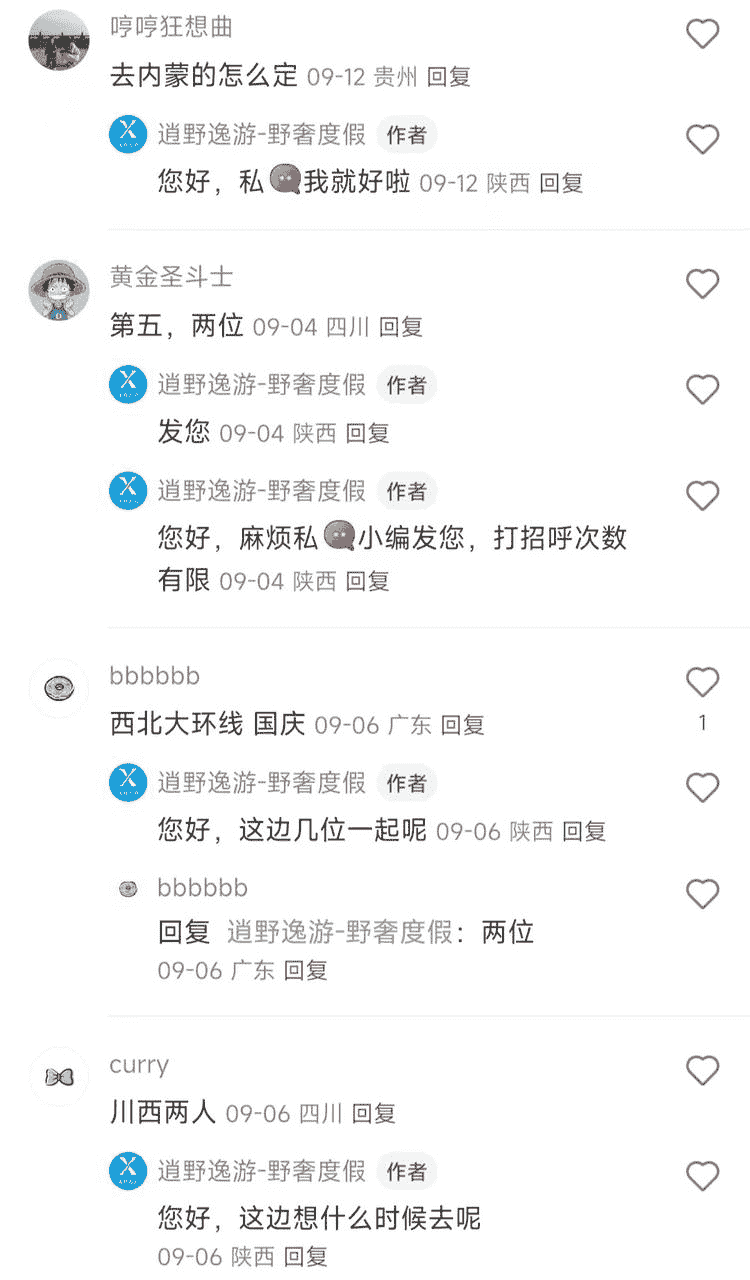 哼哼狂想曲
去内蒙的怎么定 09-12 贵州 回复
逍野逸游-野奢度假 作者
您好，私我就好啦 09-12 陕西 回复
黄金圣斗士
第五，两位 09-04 四川 回复
逍野逸游-野奢度假 作者
发您 09-04 陕西 回复
逍野逸游-野奢度假 作者
您好，麻烦私小编发您，打招呼次数
有限 09-04 陕西 回复
bbbbbb
西北大环线 国庆 09-06 广东 回复
1
逍野逸游-野奢度假 作者
您好，这边几位一起呢 09-06 陕西 回复
bbbbbb
回复 逍野逸游-野奢度假：两位
09-06 广东 回复
curry
川西两人 09-06 四川 回复
逍野逸游-野奢度假 作者
您好，这边想什么时候去呢
09-06 陕西 回复